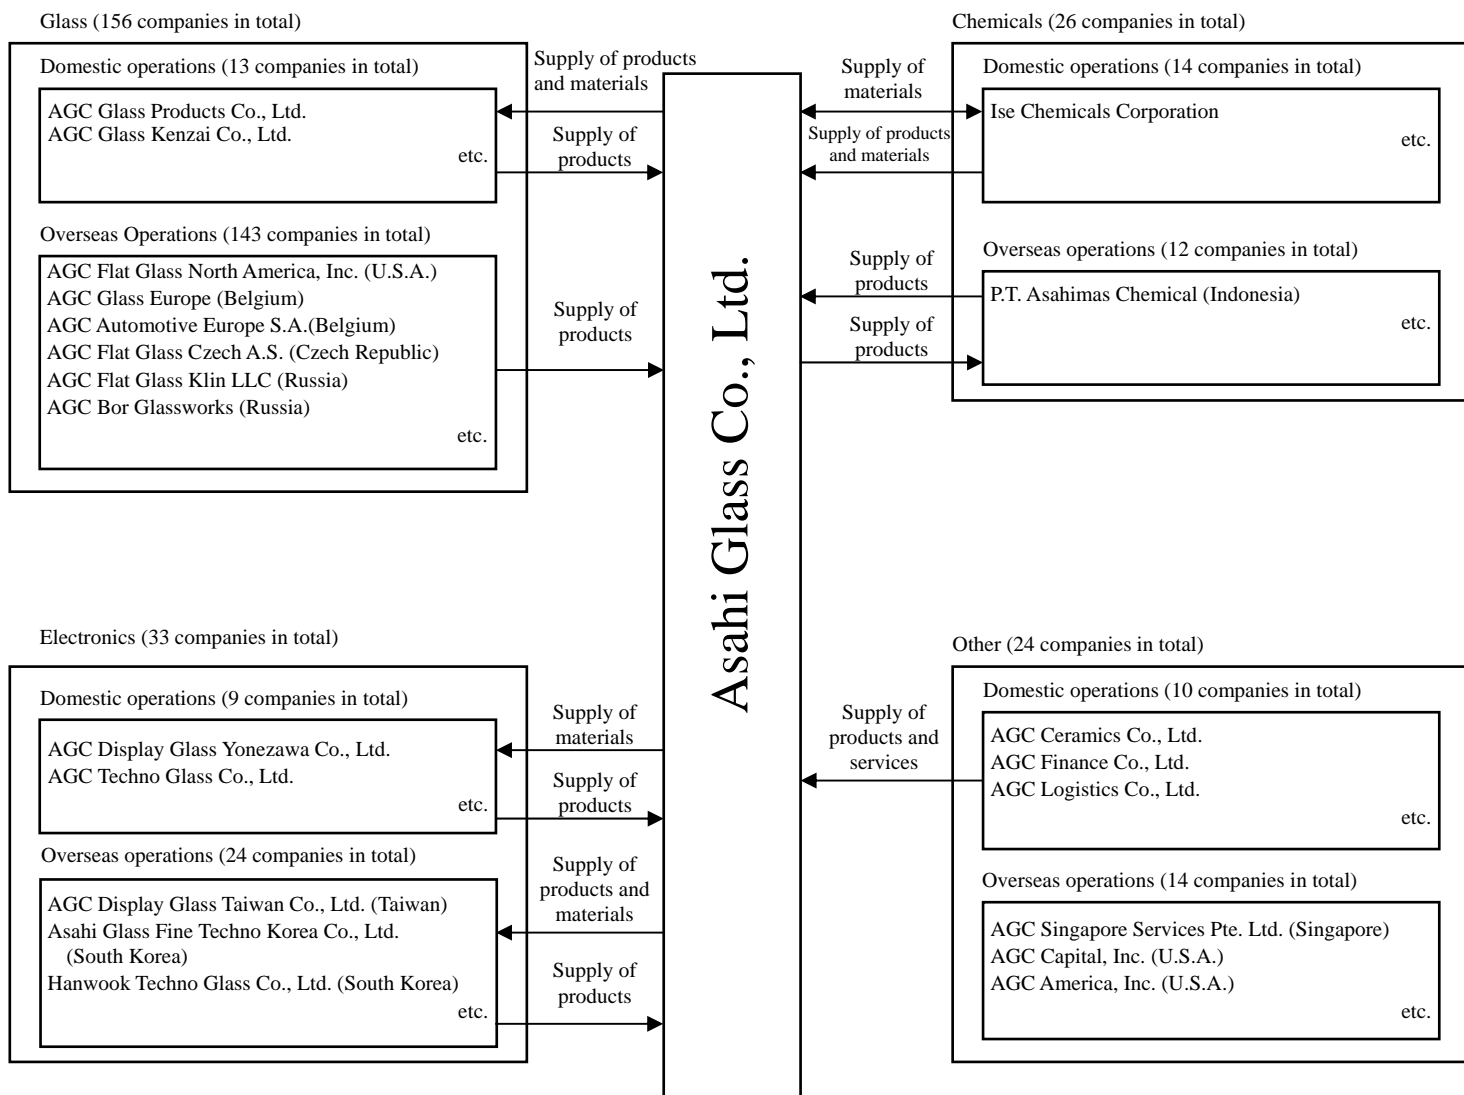 Glass (156 companies in total)
Domestic operations (13 companies in total)
AGC Glass Products Co., Ltd.
AGC Glass Kenzai Co., Ltd.
etc.
Supply of products
and materials
Supply of
products
Overseas Operations (143 companies in total)
AGC Flat Glass North America, Inc. (U.S.A.)
AGC Glass Europe (Belgium)
AGC Automotive Europe S.A.(Belgium)
AGC Flat Glass Czech A.S. (Czech Republic)
AGC Flat Glass Klin LLC (Russia)
AGC Bor Glassworks (Russia)
etc.
Supply of
products
Electronics (33 companies in total)
Domestic operations (9 companies in total)
AGC Display Glass Yonezawa Co., Ltd.
AGC Techno Glass Co., Ltd.
etc.
Supply of
materials
Supply of
products
Overseas operations (24 companies in total)
AGC Display Glass Taiwan Co., Ltd. (Taiwan)
Asahi Glass Fine Techno Korea Co., Ltd.
(South Korea)
Hanwook Techno Glass Co., Ltd. (South Korea)
etc.
Supply of
products and
materials
Supply of
products
Asahi Glass Co., Ltd.
Chemicals (26 companies in total)
Supply of
materials
Supply of products
and materials
Domestic operations (14 companies in total)
Ise Chemicals Corporation
etc.
Supply of
products
Supply of
products
Overseas operations (12 companies in total)
P.T. Asahimas Chemical (Indonesia)
etc.
Other (24 companies in total)
Supply of
products and
services
Domestic operations (10 companies in total)
AGC Ceramics Co., Ltd.
AGC Finance Co., Ltd.
AGC Logistics Co., Ltd.
etc.
Overseas operations (14 companies in total)
AGC Singapore Services Pte. Ltd. (Singapore)
AGC Capital, Inc. (U.S.A.)
AGC America, Inc. (U.S.A.)
etc.